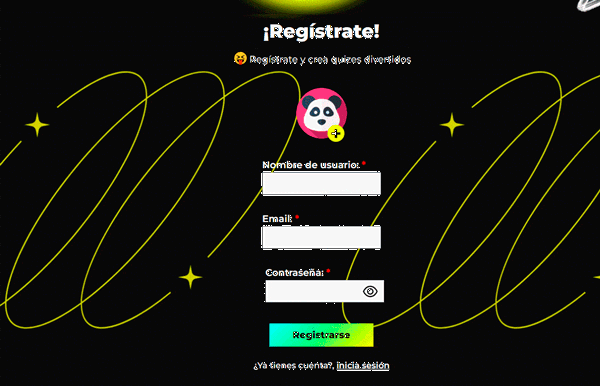 ¡Regístrate!
😝 Regístrate y crea quizes divertidos
Nombre de usuario: *
Email: *
Contraseña: *
Registrarse
¿Ya tienes cuenta?, inicia sesión